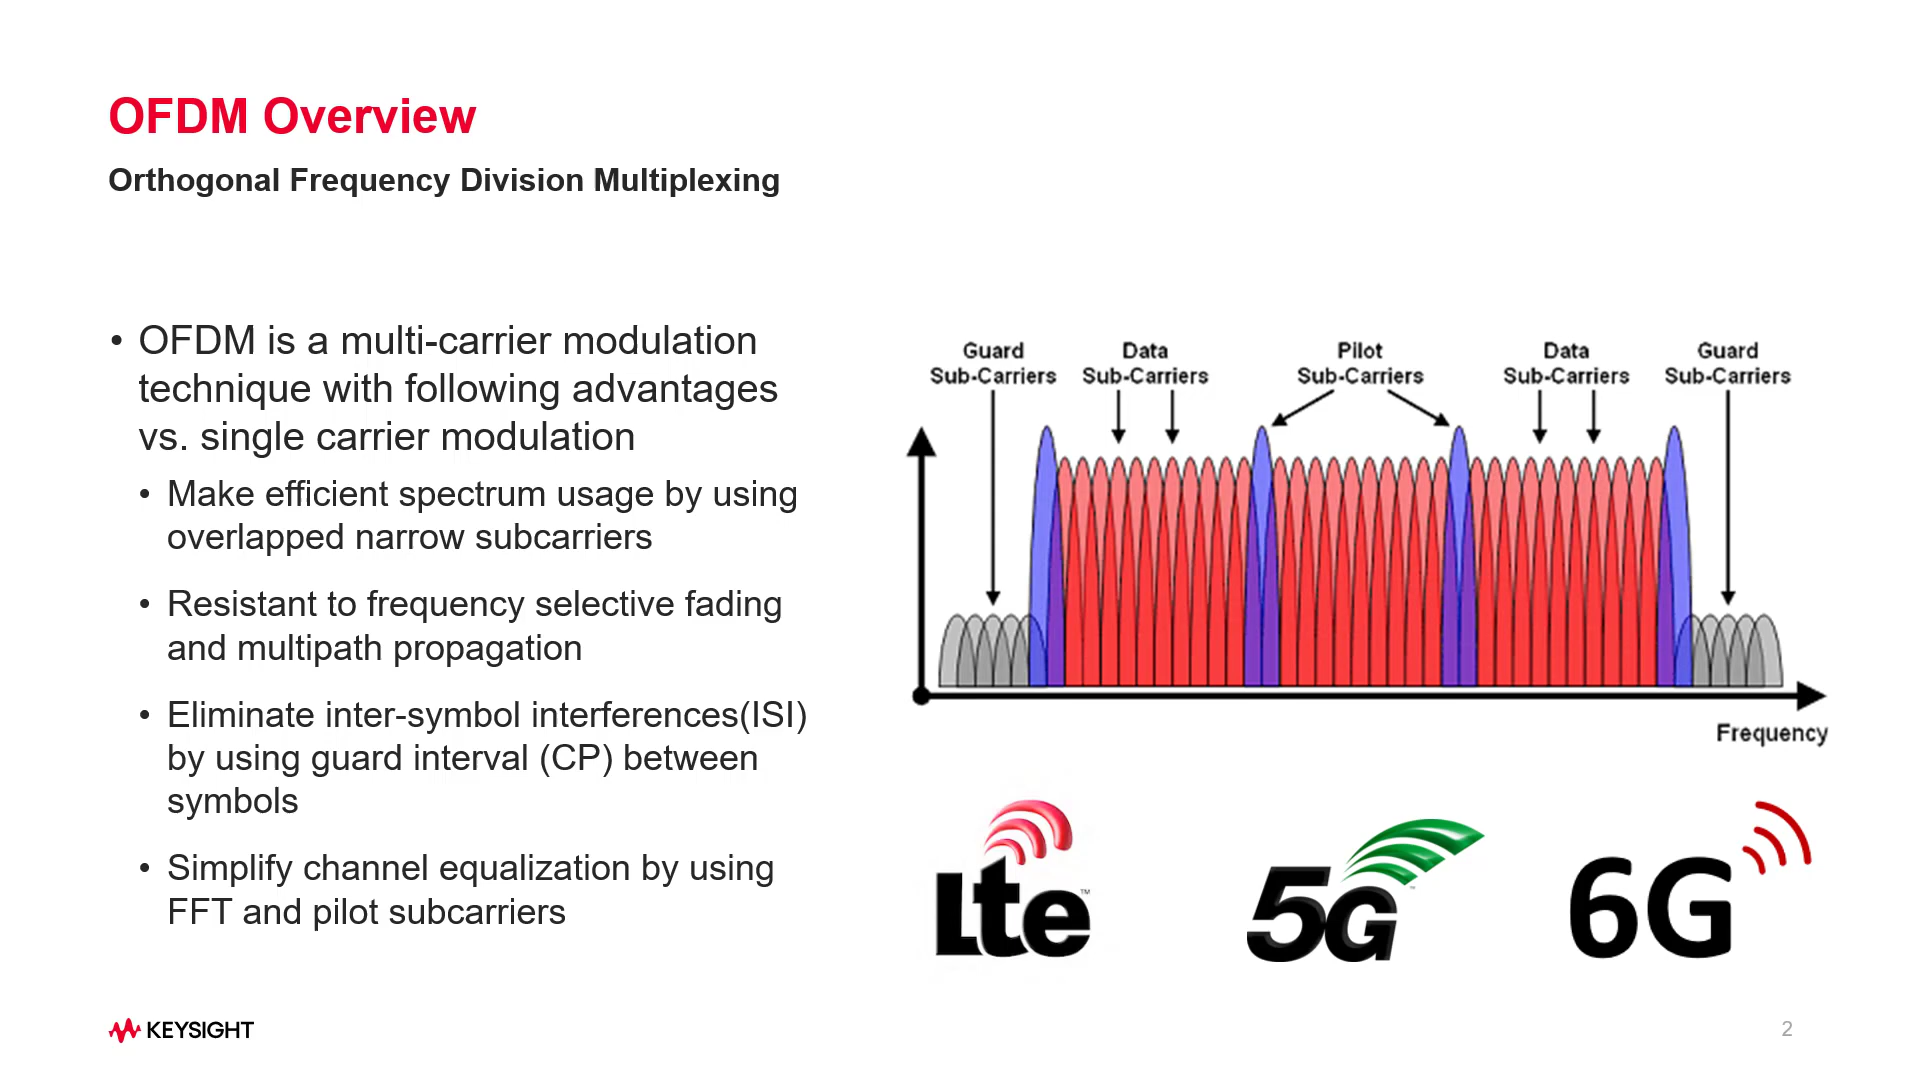 OFDM Overview
Orthogonal Frequency Division Multiplexing
• OFDM is a multi-carrier modulation
technique with following advantages
vs. single carrier modulation
• Make efficient spectrum usage by using
overlapped narrow subcarriers
• Resistant to frequency selective fading
and multipath propagation
• Eliminate inter-symbol interferences(ISI)
by using guard interval (CP) between
symbols
• Simplify channel equalization by using
FFT and pilot subcarriers
Guard
Sub-Carriers
Data
Sub-Carriers
Pilot
Sub-Carriers
Data
Sub-Carriers
Guard
Sub-Carriers
Frequency
Lte™
5G™
6G
KEYSIGHT
2